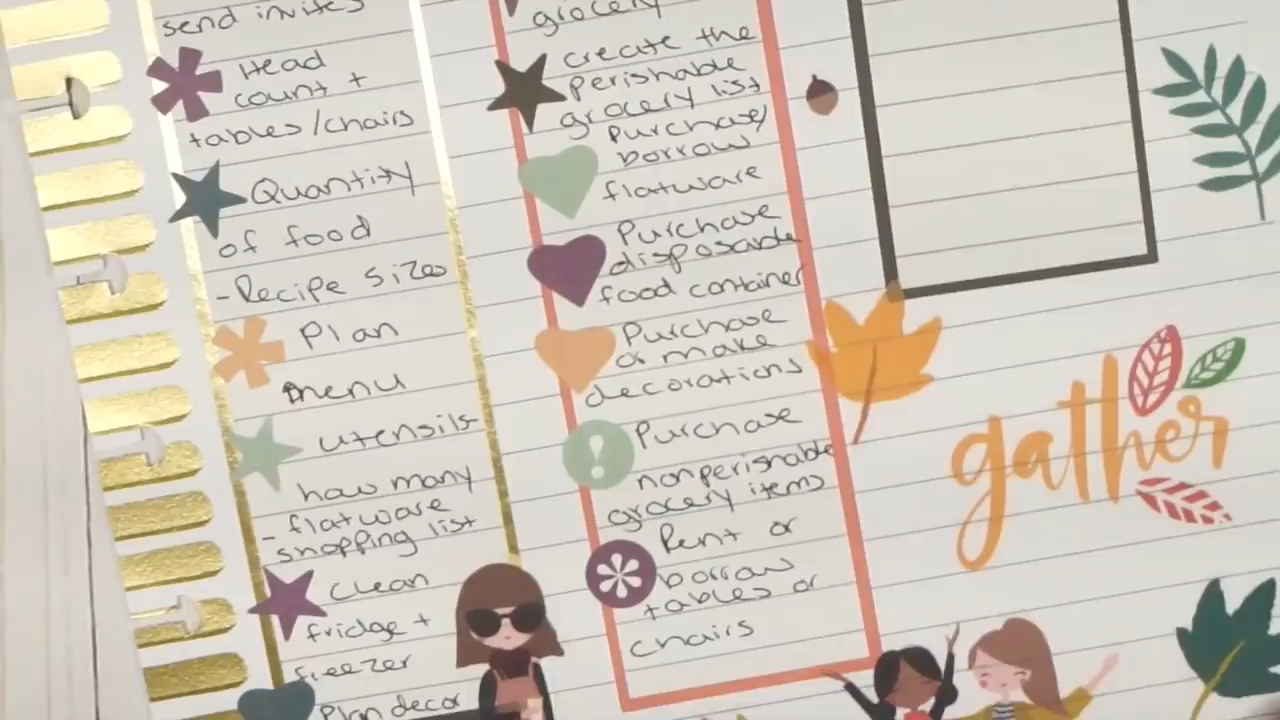 send invites
Head
count +
tables/chairs
Quantity
of food
- Recipe Sizes
Plan
menu
utensils
how many
- flatware
shopping list
clean
fridge +
freezer
Plan decor
grocery
create the
perishable
grocery list
purchase/
borrow
flatware
Purchase
disposable
food container
Purchase
or make
decorations
!
Purchase
nonperishable
grocery items
Rent or
borrow
tables or
chairs
gather